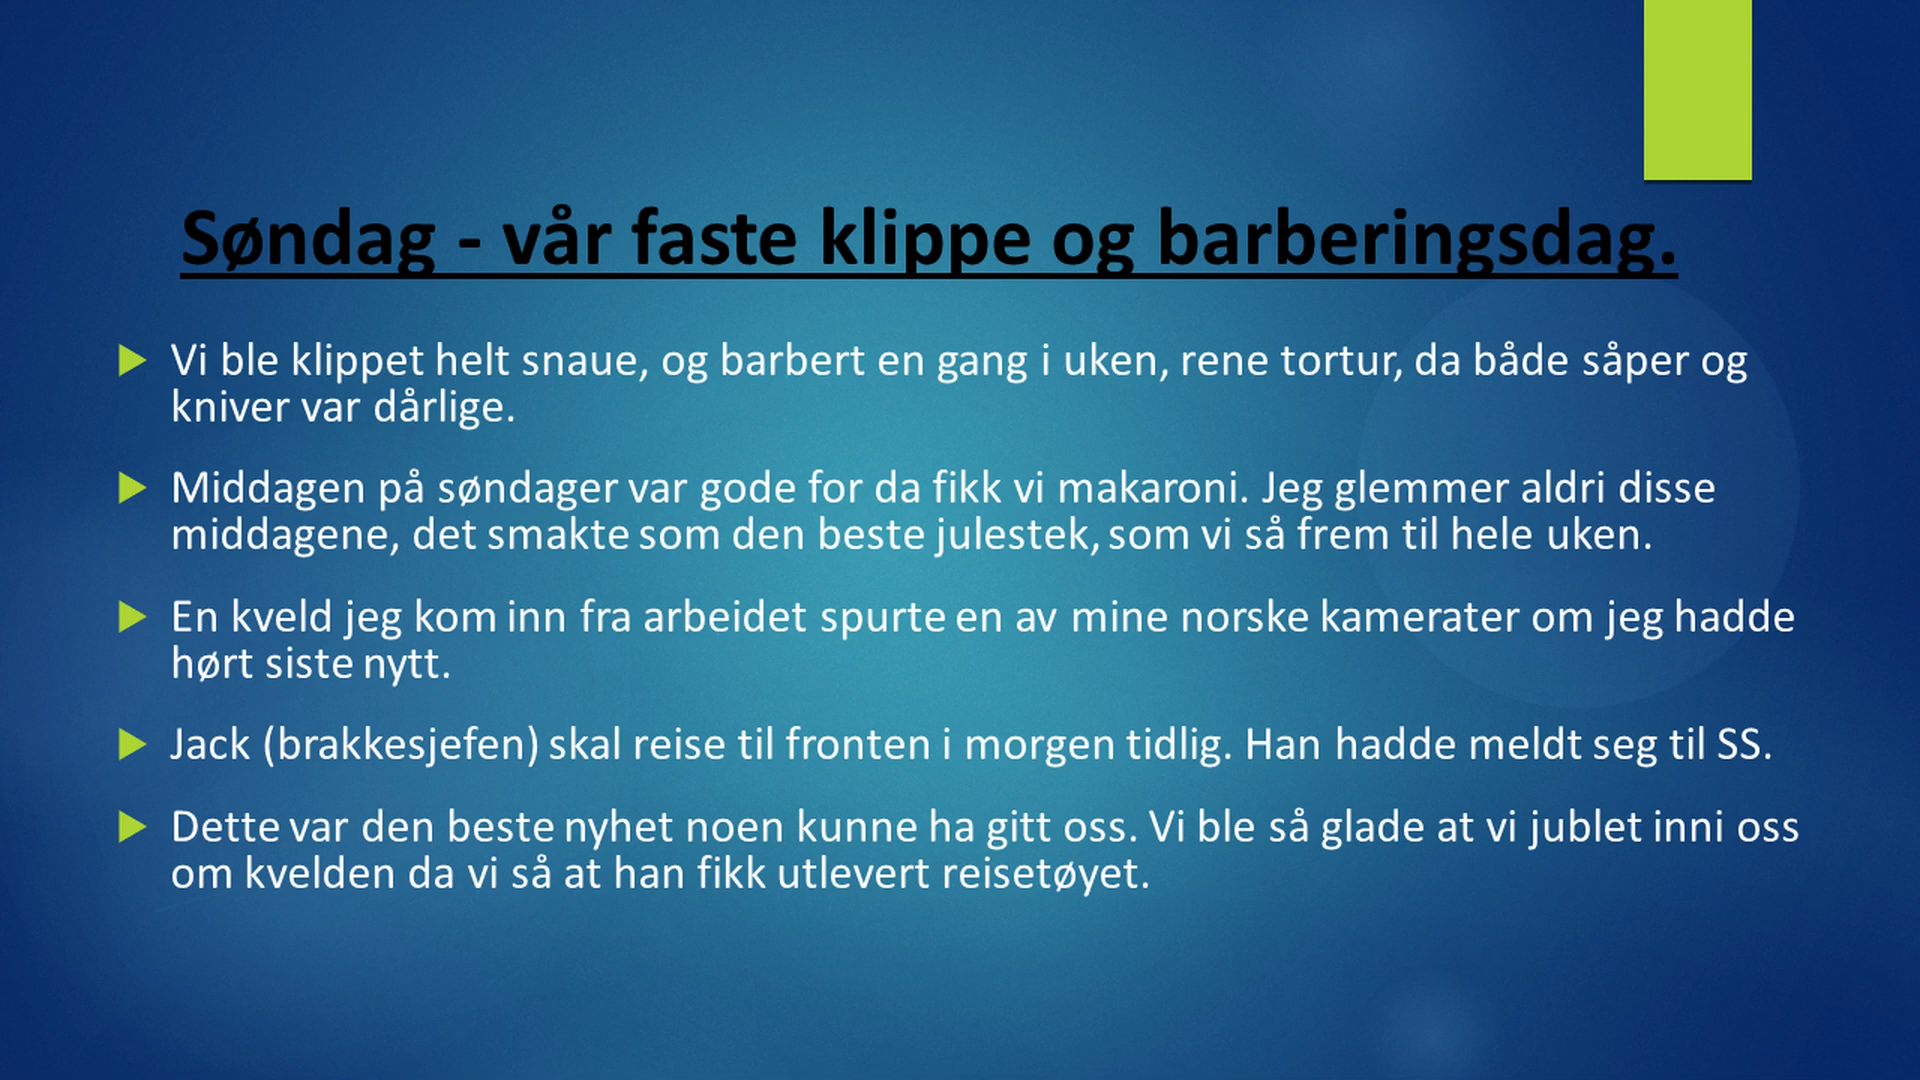 Søndag - vår faste klippe og barberingsdag.
Vi ble klippet helt snaue, og barbert en gang i uken, rene tortur, da både såper og
kniver var dårlige.
Middagen på søndager var gode for da fikk vi makaroni. Jeg glemmer aldri disse
middagene, det smakte som den beste julestek, som vi så frem til hele uken.
En kveld jeg kom inn fra arbeidet spurte en av mine norske kamerater om jeg hadde
hørt siste nytt.
Jack (brakkesjefen) skal reise til fronten i morgen tidlig. Han hadde meldt seg til SS.
Dette var den beste nyhet noen kunne ha gitt oss. Vi ble så glade at vi jublet inni oss
om kvelden da vi så at han fikk utlevert reisetøyet.